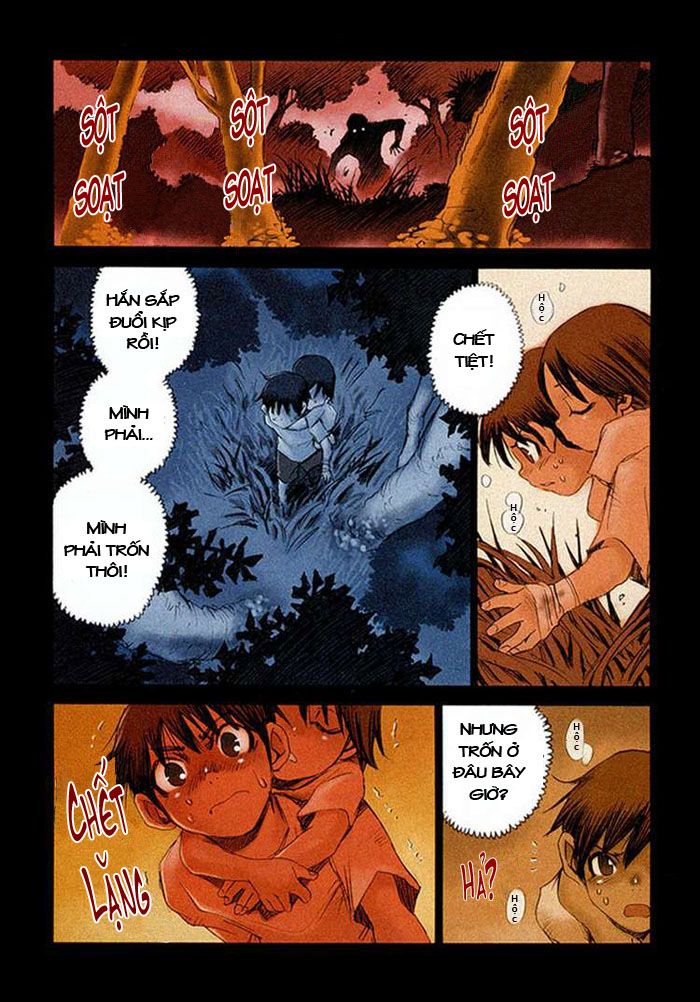 SỘT
SOẠT
SỘT
SOẠT
SỘT
SOẠT
HẮN SẮP
ĐUỔI KỊP
RỒI!
MÌNH
PHẢI...
MÌNH
PHẢI TRỐN
THÔI!
CHẾT
TIỆT!
HỘC
HỘC
CHẾT
LẶNG
NHƯNG
TRỐN Ở
ĐÂU BÂY
GIỜ?
HỘC
HẢ?
HỘC